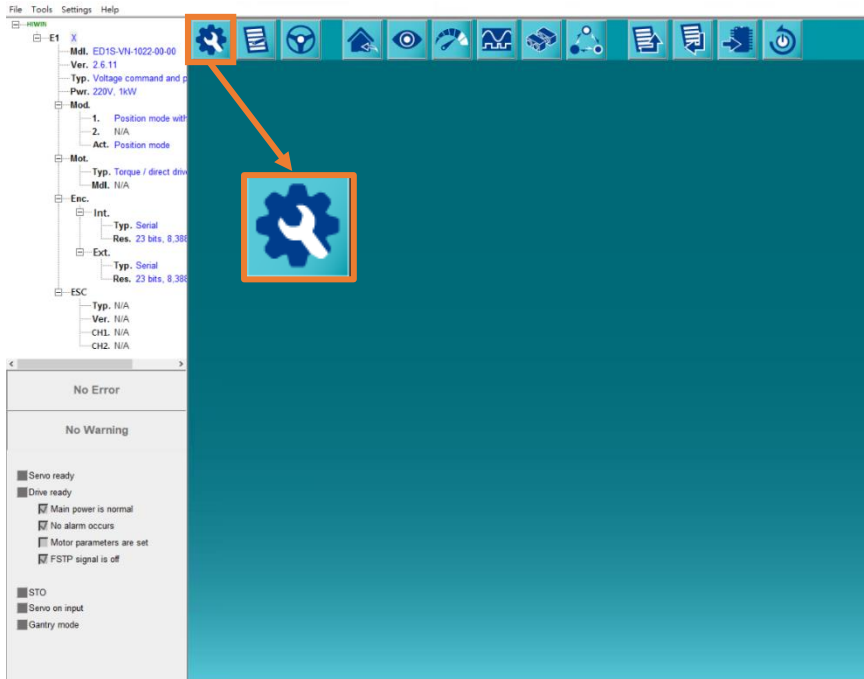 File Tools Settings Help
HIWIN
E1 X
Mdl. ED1S-VN-1022-00-00
Ver. 2.6.11
Typ. Voltage command and p
Pwr. 220V, 1kW
Mod.
1. Position mode with
2. N/A
Act. Position mode
Mot.
Typ. Torque / direct driv
Mdl. N/A
Enc.
Int.
Typ. Serial
Res. 23 bits, 8,388
Ext.
Typ. Serial
Res. 23 bits, 8,388
ESC
Typ. N/A
Ver. N/A
CH1. N/A
CH2. N/A
No Error
No Warning
Servo ready
Drive ready
Main power is normal
No alarm occurs
Motor parameters are set
FSTP signal is off
STO
Servo on input
Gantry mode